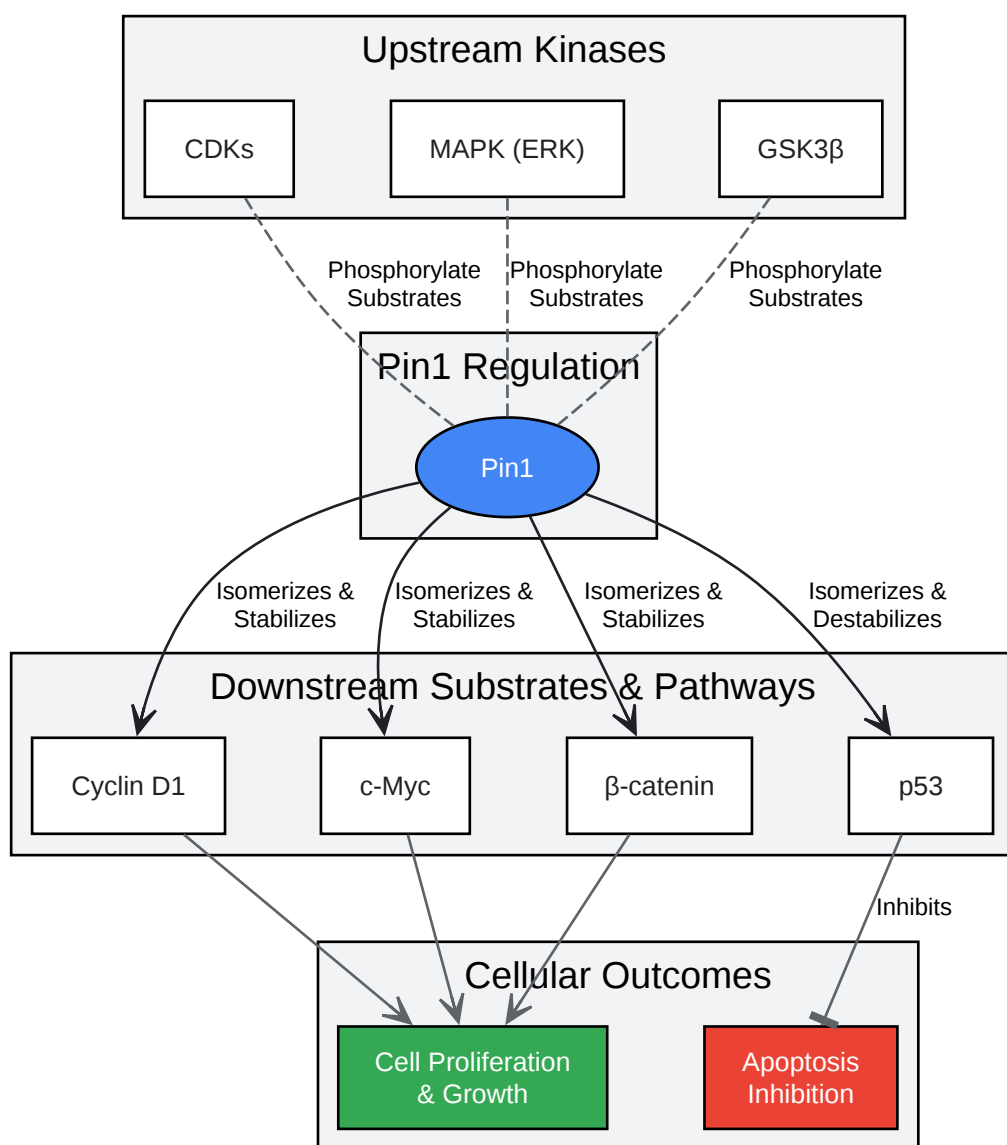 Upstream Kinases
CDKs
MAPK (ERK)
GSK3β
Phosphorylate
Substrates
Phosphorylate
Substrates
Phosphorylate
Substrates
Pin1 Regulation
Pin1
Isomerizes &
Stabilizes
Isomerizes &
Stabilizes
Isomerizes &
Stabilizes
Isomerizes &
Destabilizes
Downstream Substrates & Pathways
Cyclin D1
c-Myc
β-catenin
p53
Inhibits
Cellular Outcomes
Cell Proliferation
& Growth
Apoptosis
Inhibition